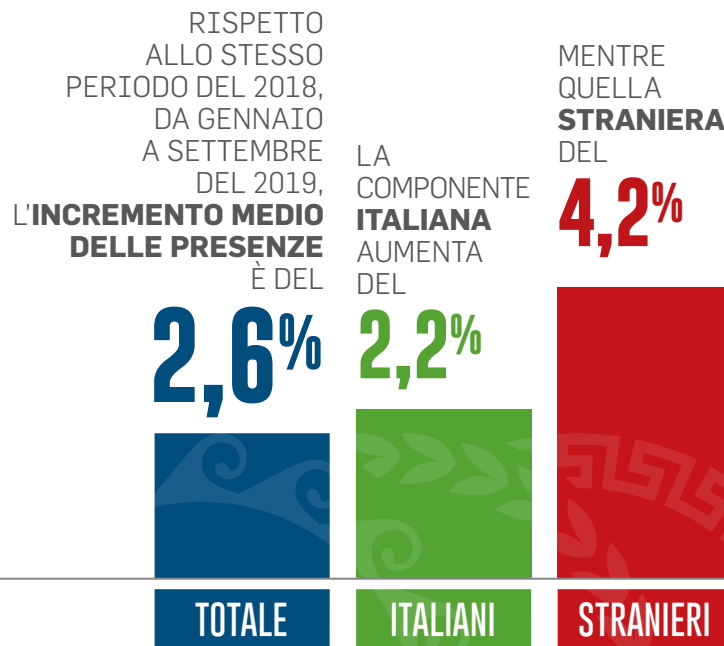 RISPETTO
ALLO STESSO
PERIODO DEL 2018,
DA GENNAIO
A SETTEMBRE
DEL 2019,
L'INCREMENTO MEDIO
DELLE PRESENZE
È DEL
2,6%
LA
COMPONENTE
ITALIANA
AUMENTA
DEL
2,2%
MENTRE
QUELLA
STRANIERA
DEL
4,2%
TOTALE
ITALIANI
STRANIERI